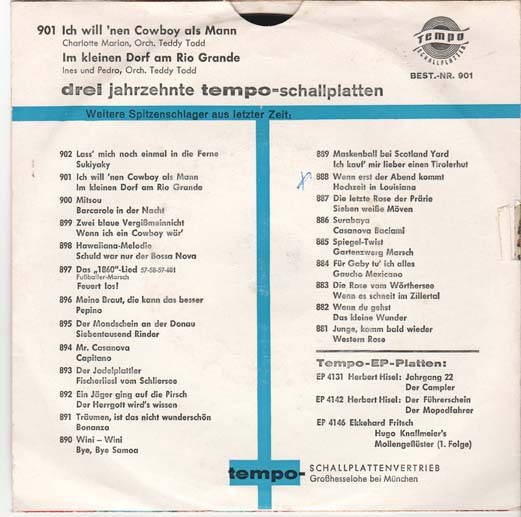 901 Ich will 'nen Cowboy als Mann
Charlotte Marian, Orch. Teddy Todd
Im kleinen Dorf am Rio Grande
Ines und Pedro, Orch. Teddy Todd
Tempo
SCHALLPLATTEN
BEST.-NR. 901
drei jahrzehnte tempo-schallplatten
Weitere Spitzenschlager aus letzter Zeit:
902 Lass' mich noch einmal in die Ferne
Sukiyaky
901 Ich will 'nen Cowboy als Mann
Im kleinen Dorf am Rio Grande
900 Mitsou
Barcarole in der Nacht
899 Zwei blaue Vergißmeinnicht
Wenn ich ein Cowboy wär'
898 Hawaiiana-Melodie
Schuld war nur der Bossa Nova
897 Das „1860"-Lied 57-58-59-601
Fußballer-Marsch
Feuert los!
896 Meine Braut, die kann das besser
Pepino
895 Der Mondschein an der Donau
Siebentausend Rinder
894 Mr. Casanova
Capitano
893 Der Jodelplattler
Fischerliesl vom Schliersee
892 Ein Jäger ging auf die Pirsch
Der Herrgott wird's wissen
891 Träumen, ist das nicht wunderschön
Bonanza
890 Wini - Wini
Bye, Bye Samoa
889 Maskenball bei Scotland Yard
Ich kauf' mir lieber einen Tirolerhut
888 Wenn erst der Abend kommt
Hochzeit in Louisiana
887 Die letzte Rose der Prärie
Sieben weiße Möven
886 Surabaya
Casanova Baciami
885 Spiegel-Twist
Gartenzwerg Marsch
884 Für Gaby tu' ich alles
Gaucho Mexicano
883 Die Rose vom Wörthersee
Wenn es schneit im Zillertal
882 Wenn du gehst
Das kleine Wunder
881 Junge, komm bald wieder
Western Rose
Tempo-EP-Platten:
EP 4131 Herbert Hisel: Jahrgang 22
Der Campler
EP 4142 Herbert Hisel: Der Führerschein
Der Mopedfahrer
EP 4146 Ekkehard Fritsch
Hugo Knallmeier's
Mollengeflüster (1. Folge)
tempo-SCHALLPLATTENVERTRIEB
Großhesselohe bei München